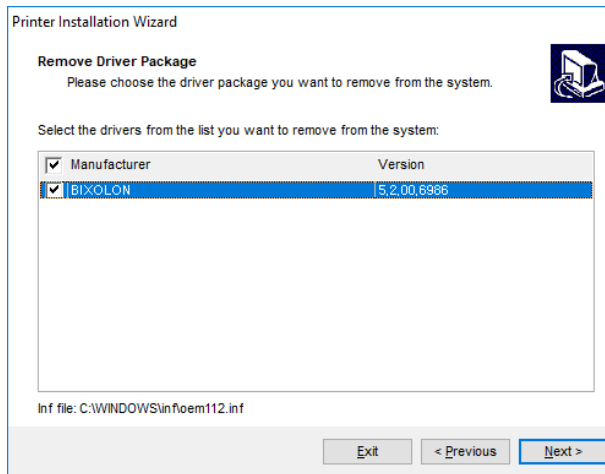 Printer Installation Wizard
Remove Driver Package
Please choose the driver package you want to remove from the system.
Select the drivers from the list you want to remove from the system:
Manufacturer Version
BIXOLON 5,2,00,6986
Inf file: C:\WINDOWS\inf\oem112.inf
Exit < Previous Next >